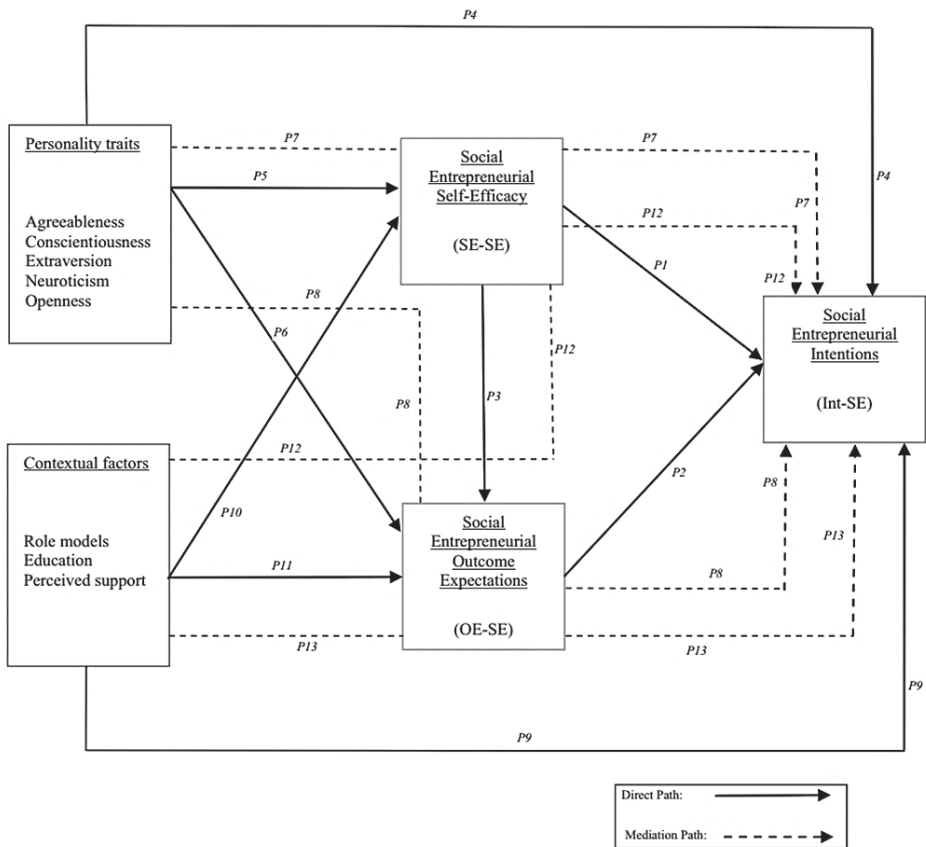 P4
Personality traits
Agreeableness
Conscientiousness
Extraversion
Neuroticism
Openness
P7
P5
P8
P6
Social
Entrepreneurial
Self-Efficacy
(SE-SE)
P7
P12
P7
P4
P1
P12
P12
P3
P8
Social
Entrepreneurial
Intentions
(Int-SE)
Contextual factors
Role models
Education
Perceived support
P12
P10
P11
P13
Social
Entrepreneurial
Outcome
Expectations
(OE-SE)
P2
P8
P13
P8
P13
P9
P9
Direct Path:
Mediation Path: